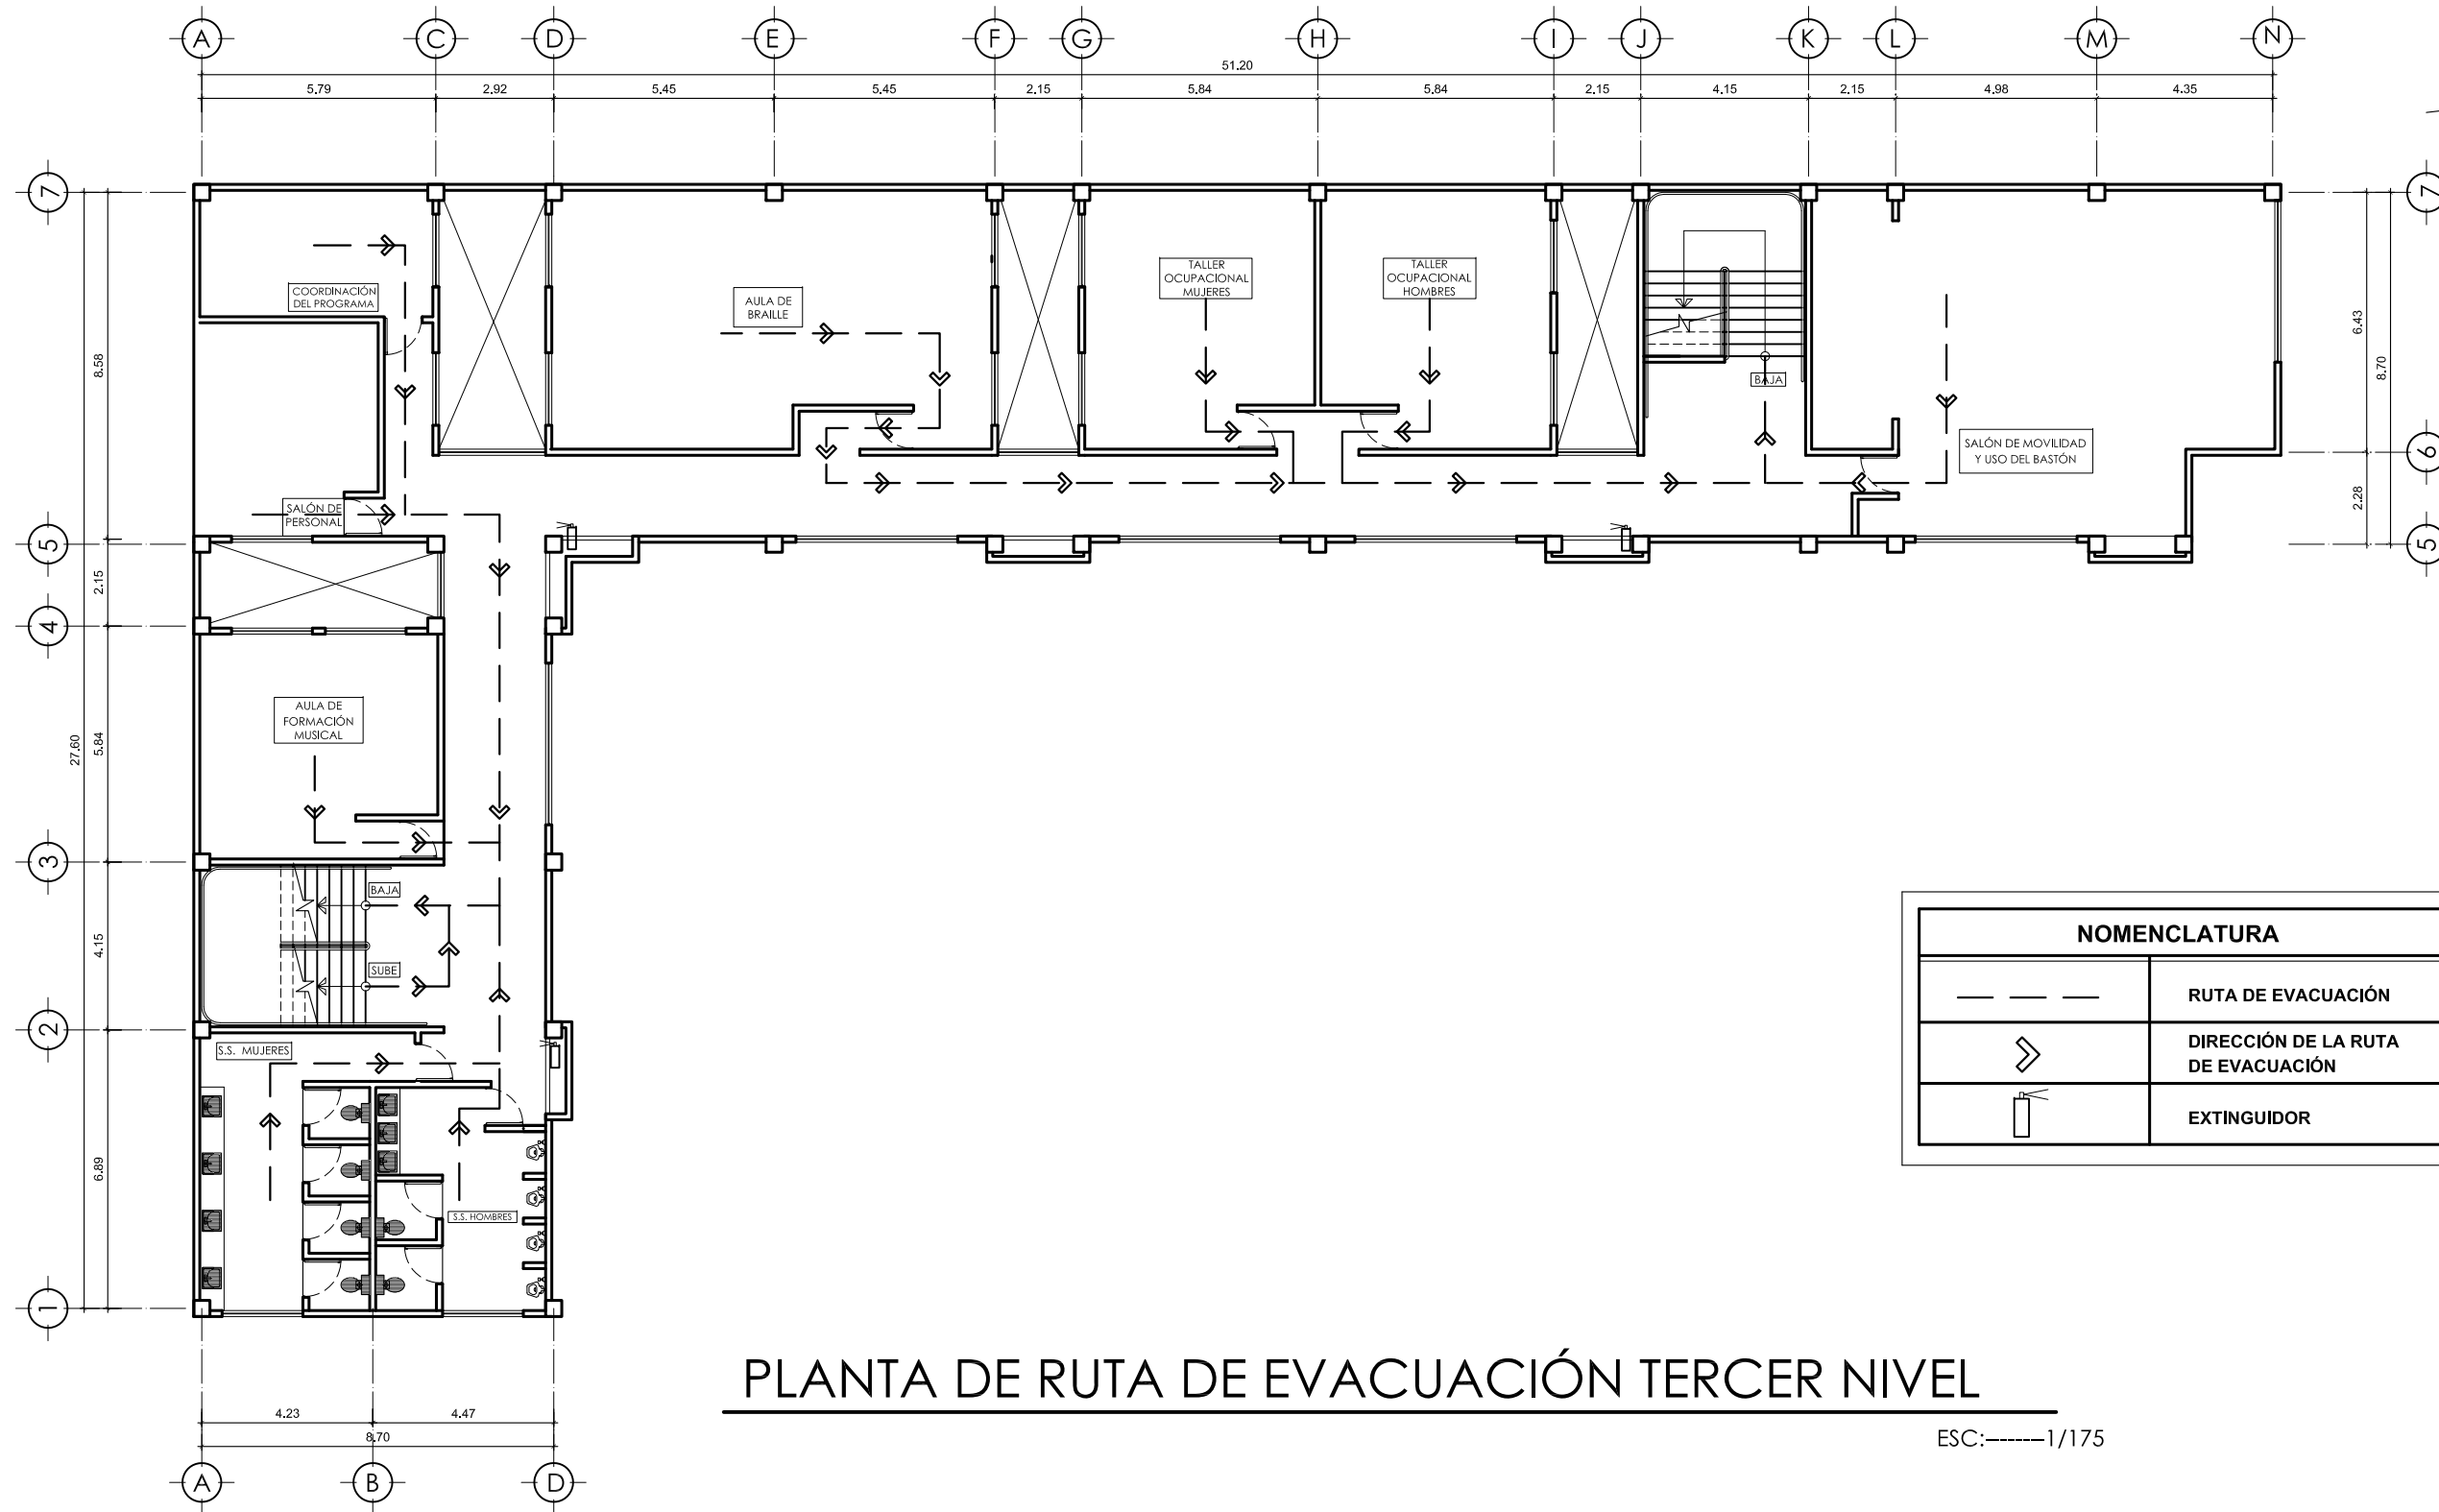 A C D E F G H I J K L M N
51.20
5.79 2.92 5.45 5.45 2.15 5.84 5.84 2.15 4.15 2.15 4.98 4.35
7 7
COORDINACIÓN
DEL PROGRAMA
AULA DE
BRAILLE
TALLER
OCUPACIONAL
MUJERES
TALLER
OCUPACIONAL
HOMBRES
BAJA
SALÓN DE MOVILIDAD
Y USO DEL BASTÓN
8.58
6.43
8.70
2.28
6
SALÓN DE
PERSONAL
5 5
2.15
4
AULA DE
FORMACIÓN
MUSICAL
27.60
5.84
3
BAJA
4.15
SUBE
2
S.S. MUJERES
6.89
S.S. HOMBRES
1
NOMENCLATURA
RUTA DE EVACUACIÓN
DIRECCIÓN DE LA RUTA
DE EVACUACIÓN
EXTINGUIDOR
4.23 4.47
8.70
A B D
PLANTA DE RUTA DE EVACUACIÓN TERCER NIVEL
ESC:-------1/175